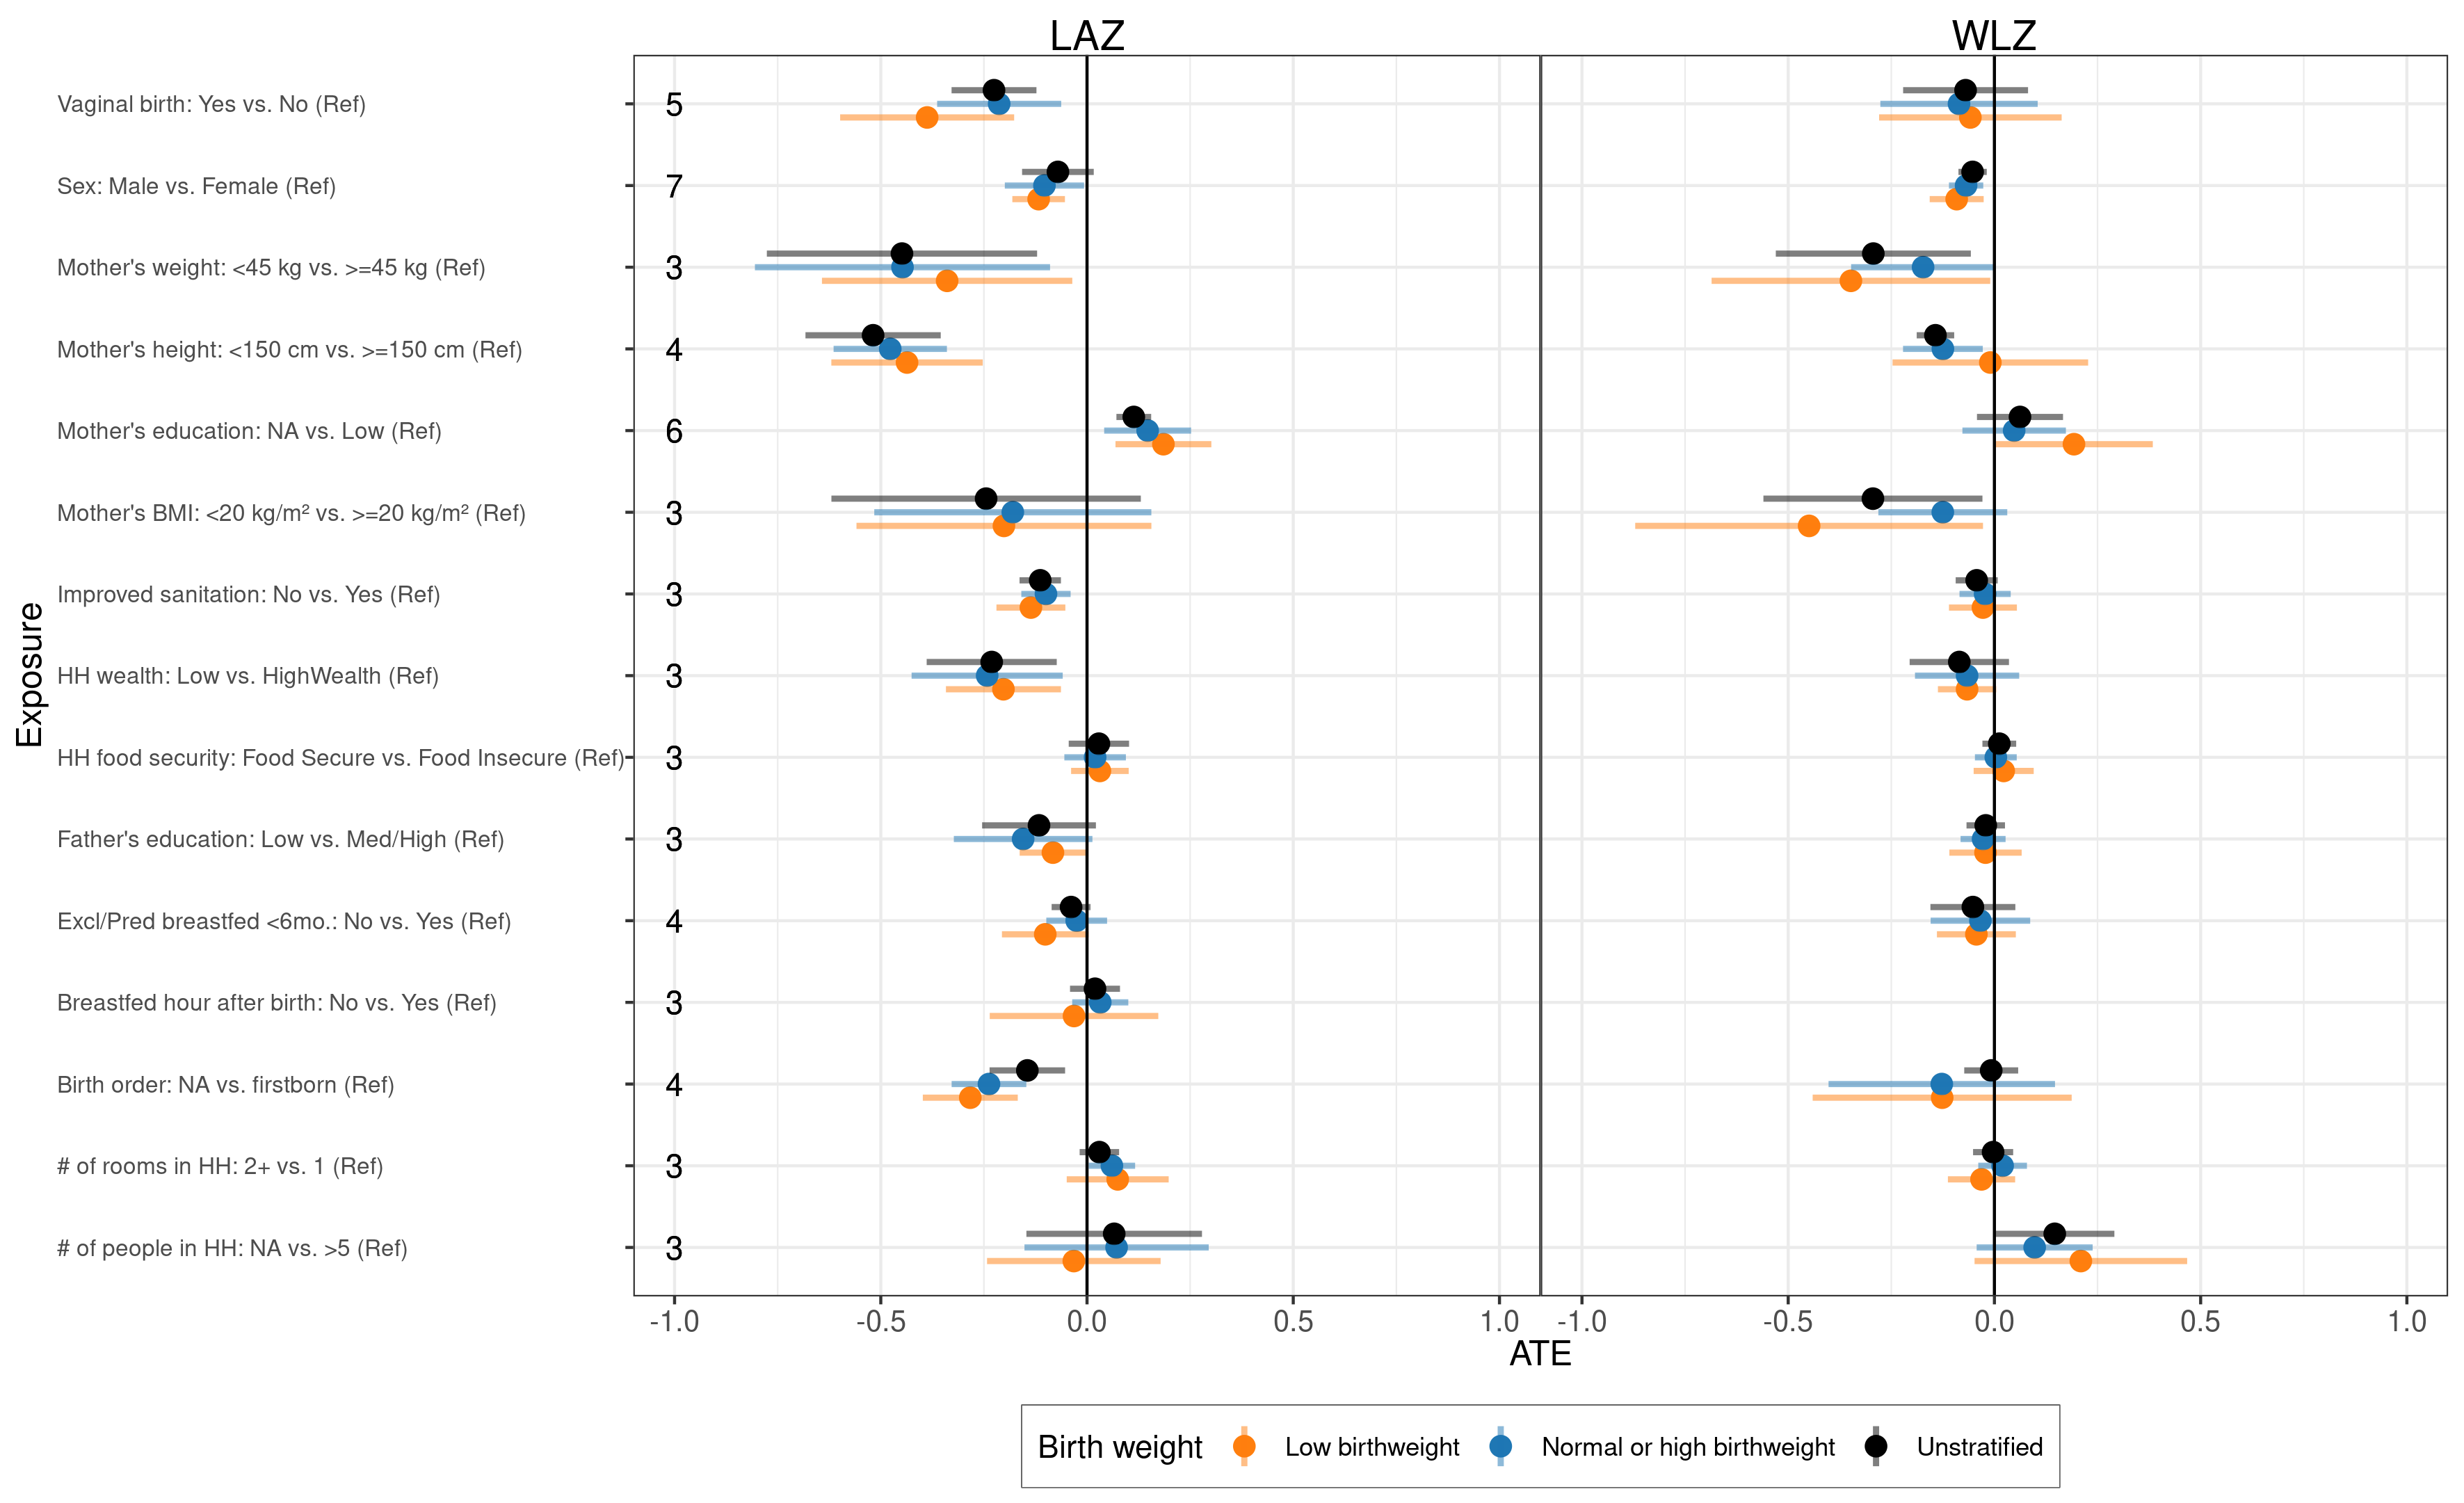 LAZ WLZ
Exposure
Vaginal birth: Yes vs. No (Ref) 5
Sex: Male vs. Female (Ref) 7
Mother's weight: <45 kg vs. >=45 kg (Ref) 3
Mother's height: <150 cm vs. >=150 cm (Ref) 4
Mother's education: NA vs. Low (Ref) 6
Mother's BMI: <20 kg/m² vs. >=20 kg/m² (Ref) 3
Improved sanitation: No vs. Yes (Ref) 3
HH wealth: Low vs. HighWealth (Ref) 3
HH food security: Food Secure vs. Food Insecure (Ref) 3
Father's education: Low vs. Med/High (Ref) 3
Excl/Pred breastfed <6mo.: No vs. Yes (Ref) 4
Breastfed hour after birth: No vs. Yes (Ref) 3
Birth order: NA vs. firstborn (Ref) 4
# of rooms in HH: 2+ vs. 1 (Ref) 3
# of people in HH: NA vs. >5 (Ref) 3
-1.0 -0.5 0.0 0.5 1.0 -1.0 -0.5 0.0 0.5 1.0
ATE
Birth weight Low birthweight Normal or high birthweight Unstratified